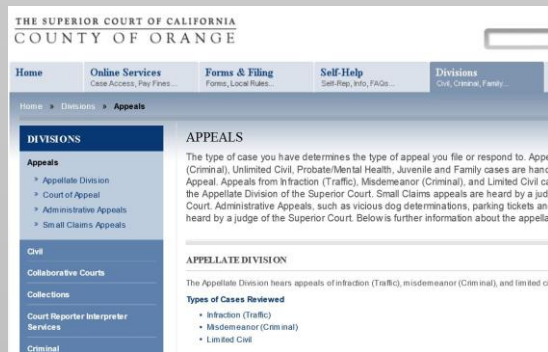 THE SUPERIOR COURT OF CALIFORNIA
COUNTY OF ORANGE
Home
Online Services
Case Access, Pay Fines...
Forms & Filing
Forms, Local Rules...
Self-Help
Self-Rep, Info, FAQs...
Divisions
Civil, Criminal, Family...
Home » Divisions » Appeals
DIVISIONS
Appeals
» Appellate Division
» Court of Appeal
» Administrative Appeals
» Small Claims Appeals
Civil
Collaborative Courts
Collections
Court Reporter Interpreter
Services
Criminal
APPEALS
The type of case you have determines the type of appeal you file or respond to. Appe
(Criminal), Unlimited Civil, Probate/Mental Health, Juvenile and Family cases are hand
Appeal. Appeals from Infraction (Traffic), Misdemeanor (Criminal), and Limited Civil ca
the Appellate Division of the Superior Court. Small Claims appeals are heard by a jud
Court. Administrative Appeals, such as vicious dog determinations, parking tickets an
heard by a judge of the Superior Court. Below is further information about the appella
APPELLATE DIVISION
The Appellate Division hears appeals of infraction (Traffic), misdemeanor (Criminal), and limited ci
Types of Cases Reviewed
• Infraction (Traffic)
• Misdemeanor (Criminal)
• Limited Civil